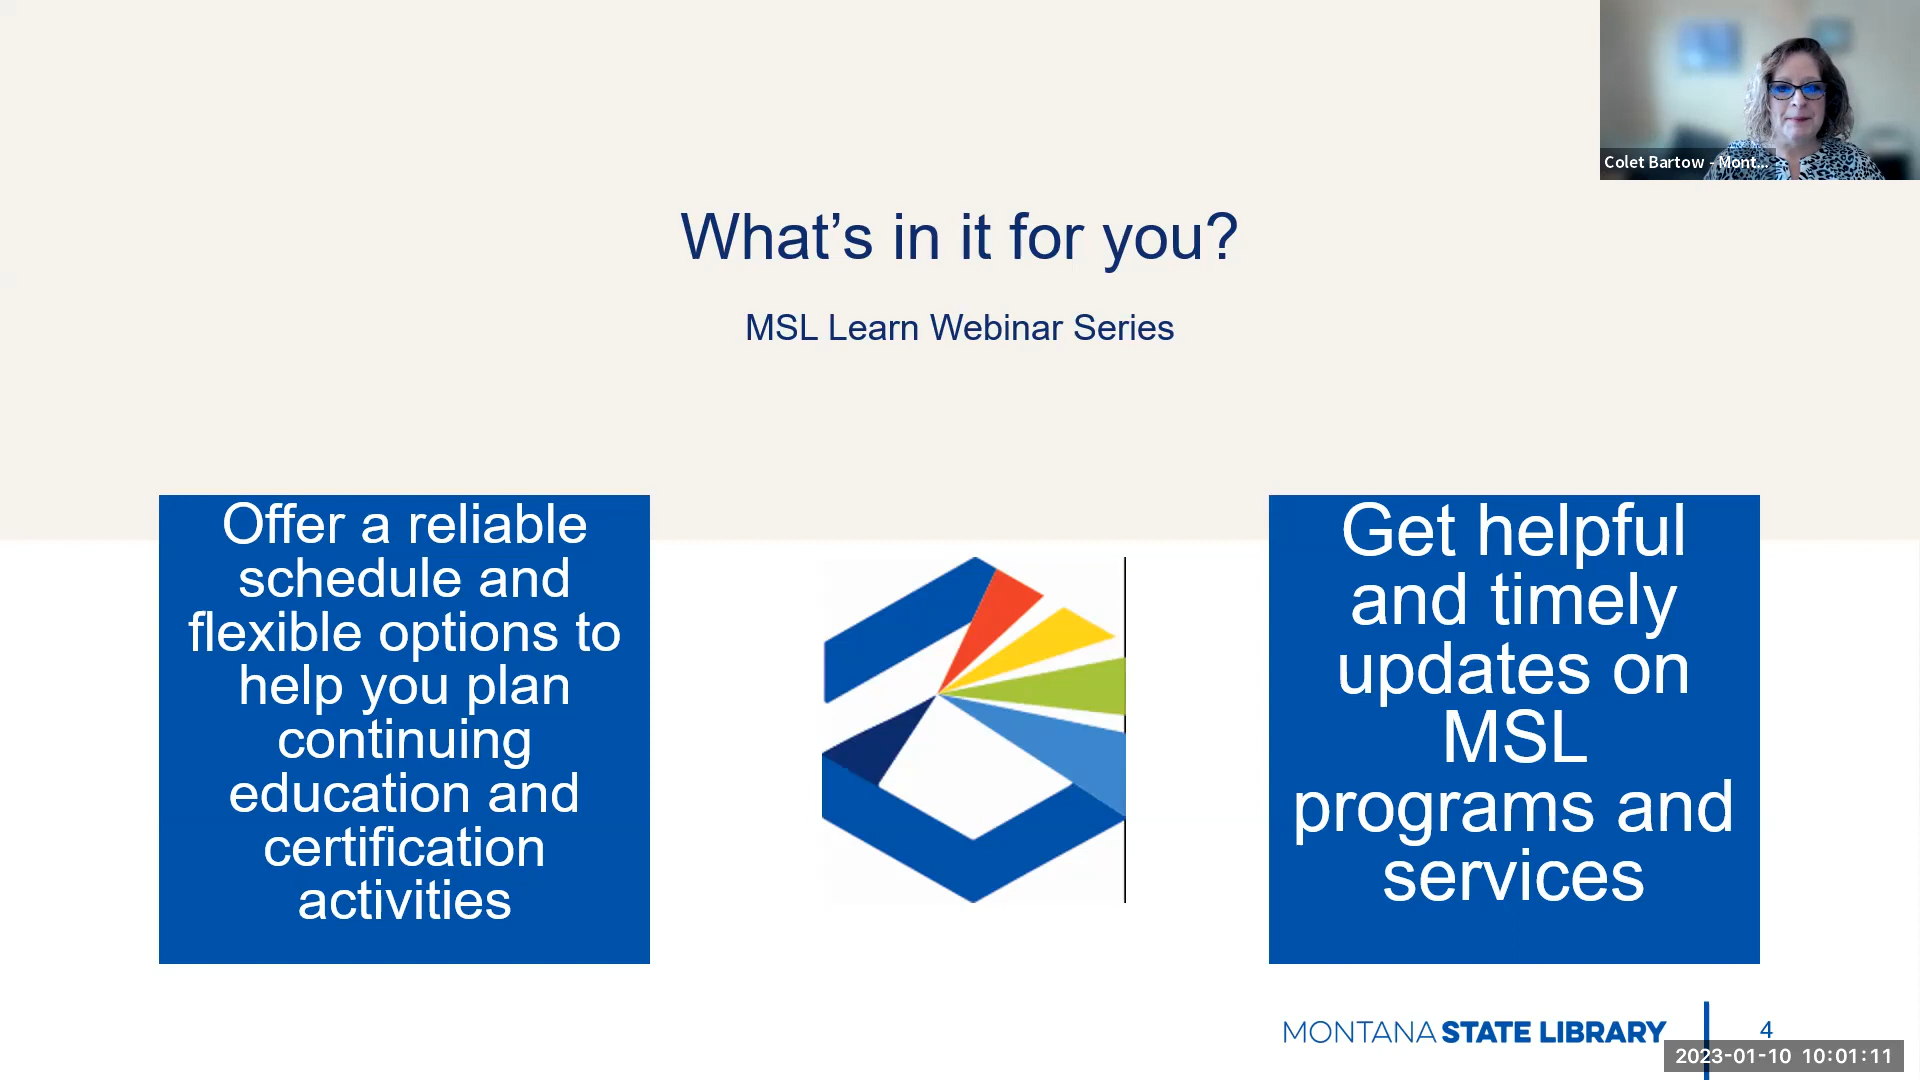 Colet Bartow - Mont...
What's in it for you?
MSL Learn Webinar Series
Offer a reliable
schedule and
flexible options to
help you plan
continuing
education and
certification
activities
Get helpful
and timely
updates on
MSL
programs and
services
MONTANA STATE LIBRARY
4
2023-01-10 10:01:11